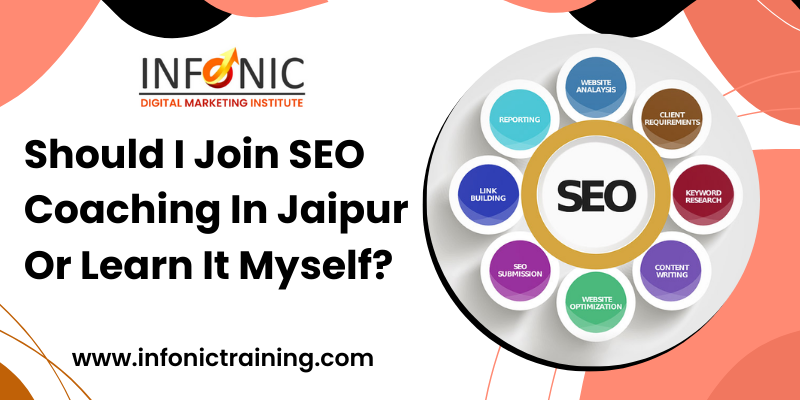 INFONIC
DIGITAL MARKETING INSTITUTE
Should I Join SEO
Coaching In Jaipur
Or Learn It Myself?
www.infonictraining.com
SEO
WEBSITE
ANALAYSIS
CLIENT
REQUIREMENTS
KEYWORD
RESEARCH
CONTENT
WRITING
WEBSITE
OPTIMIZATION
SEO
SUBMISSION
LINK
BUILDING
REPORTING